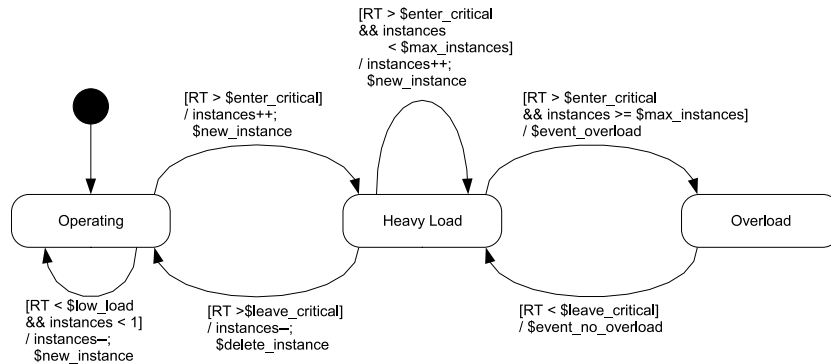 [RT > $enter_critical
&& instances
< $max_instances]
/ instances++;
$new_instance
[RT > $enter_critical]
/ instances++;
$new_instance
[RT > $enter_critical
&& instances >= $max_instances]
/ $event_overload
Operating
Heavy Load
Overload
[RT < $low_load
&& instances < 1]
/ instances--;
$new_instance
[RT >$leave_critical]
/ instances--;
$delete_instance
[RT < $leave_critical]
/ $event_no_overload